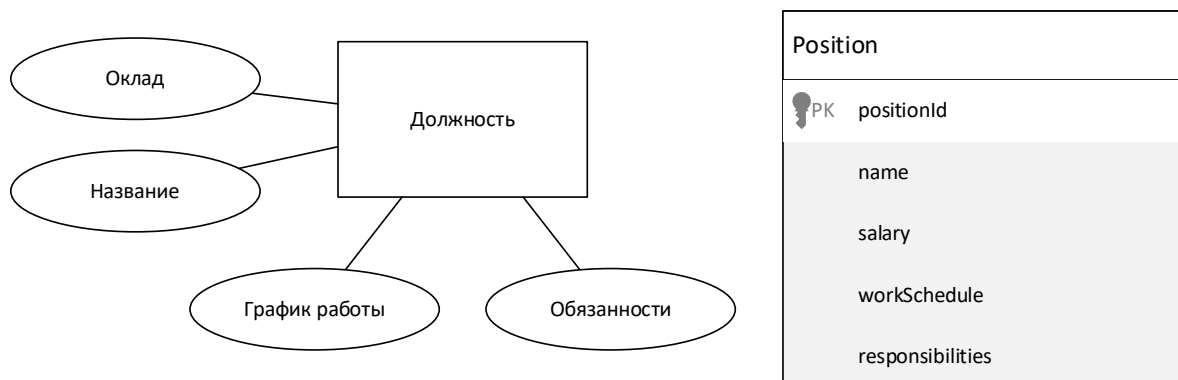 Оклад
Должность
Название
График работы
Обязанности
Position
PK positionId
name
salary
workSchedule
responsibilities